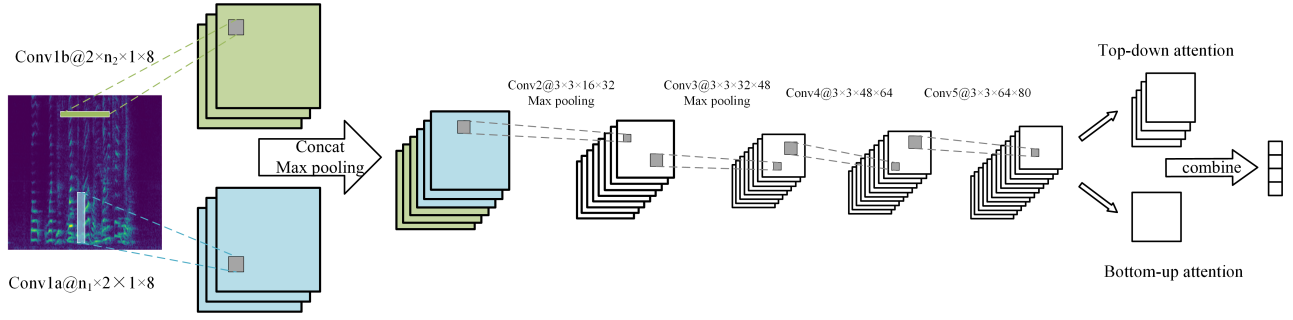 Conv1b@2×n₂×1×8
Conv1a@n₁×2×1×8
Concat
Max pooling
Conv2@3×3×16×32
Max pooling
Conv3@3×3×32×48
Max pooling
Conv4@3×3×48×64
Conv5@3×3×64×80
Top-down attention
combine
Bottom-up attention